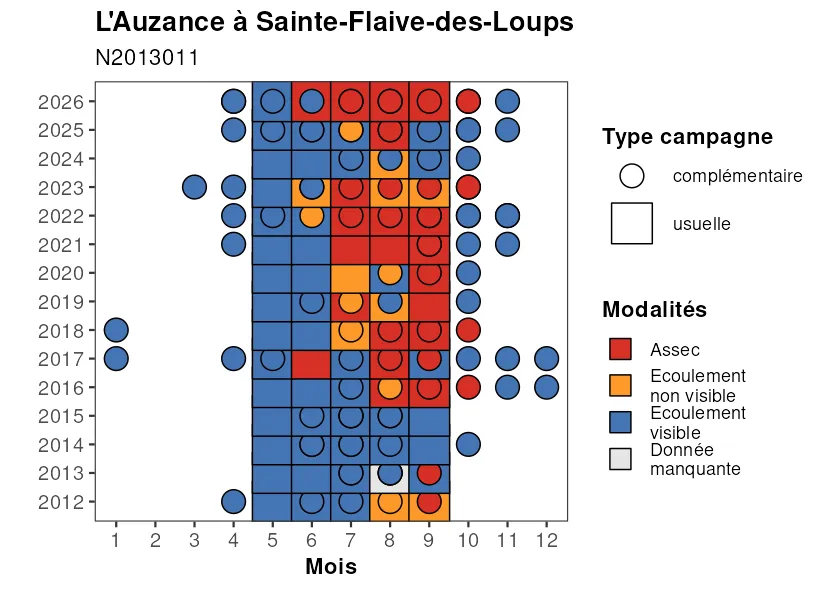 L'Auzance à Sainte-Flaive-des-Loups
N2013011
2026
2025
2024
2023
2022
2021
2020
2019
2018
2017
2016
2015
2014
2013
2012
1 2 3 4 5 6 7 8 9 10 11 12
Mois
Type campagne
complémentaire
usuelle
Modalités
Assec
Ecoulement
non visible
Ecoulement
visible
Donnée
manquante